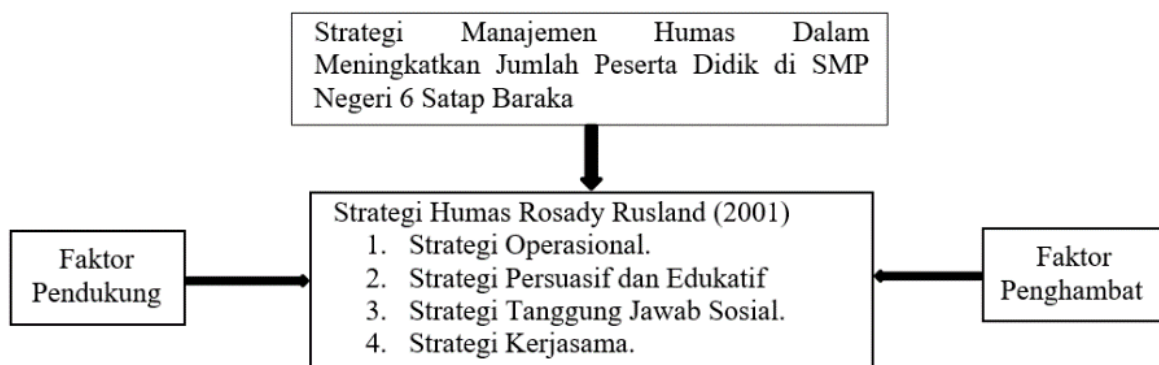 Strategi Manajemen Humas Dalam
Meningkatkan Jumlah Peserta Didik di SMP
Negeri 6 Satap Baraka
Strategi Humas Rosady Rusland (2001)
1. Strategi Operasional.
2. Strategi Persuasif dan Edukatif
3. Strategi Tanggung Jawab Sosial.
4. Strategi Kerjasama.
Faktor
Pendukung
Faktor
Penghambat